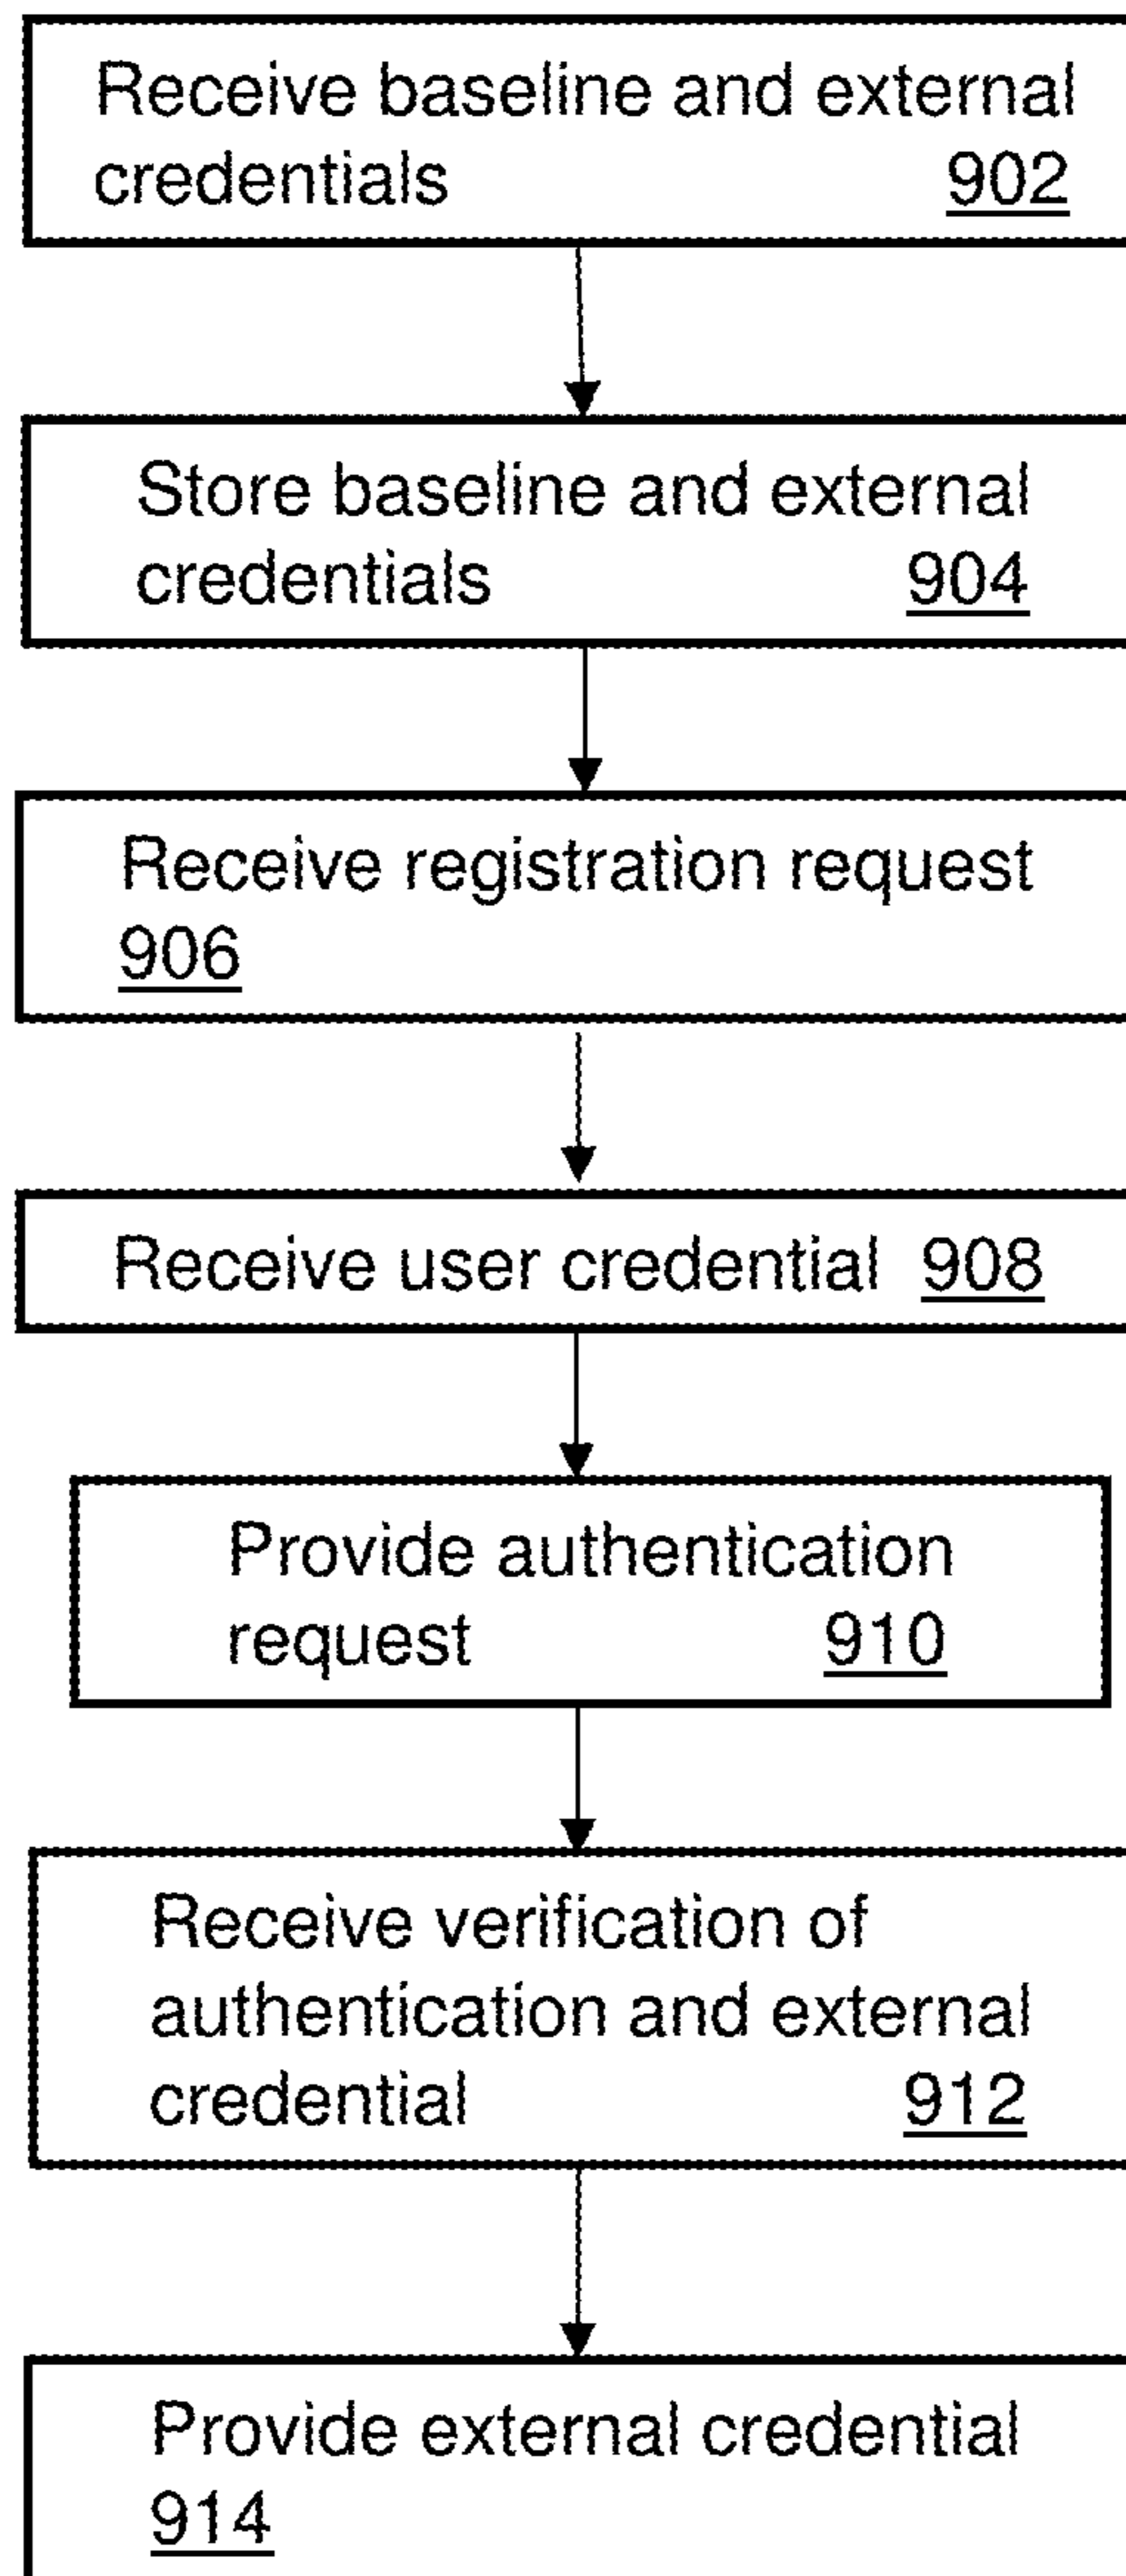 Receive baseline and external
credentials 902
Store baseline and external
credentials 904
Receive registration request
906
Receive user credential 908
Provide authentication
request 910
Receive verification of
authentication and external
credential 912
Provide external credential
914